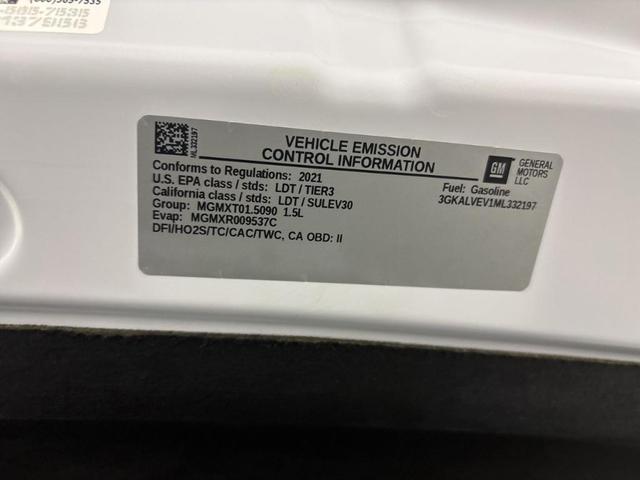 ML332197
VEHICLE EMISSION
CONTROL INFORMATION
GM
GENERAL
MOTORS
LLC
Conforms to Regulations: 2021
U.S. EPA class / stds: LDT / TIER3
California class / stds: LDT / SULEV30
Group: MGMXT01.5090 1.5L
Evap: MGMXR009537C
DFI/HO2S/TC/CAC/TWC, CA OBD: II
Fuel: Gasoline
3GKALVEV1ML332197